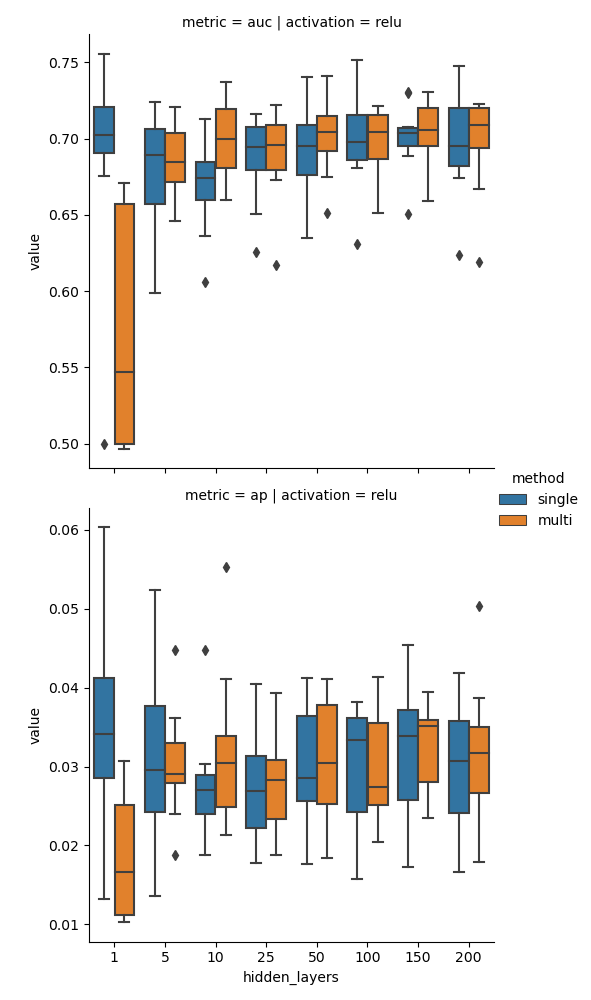 metric = auc | activation = relu
0.75
0.70
0.65
0.60
0.55
0.50
value
metric = ap | activation = relu
0.06
0.05
0.04
0.03
0.02
0.01
value
1 5 10 25 50 100 150 200
hidden_layers
method
single
multi